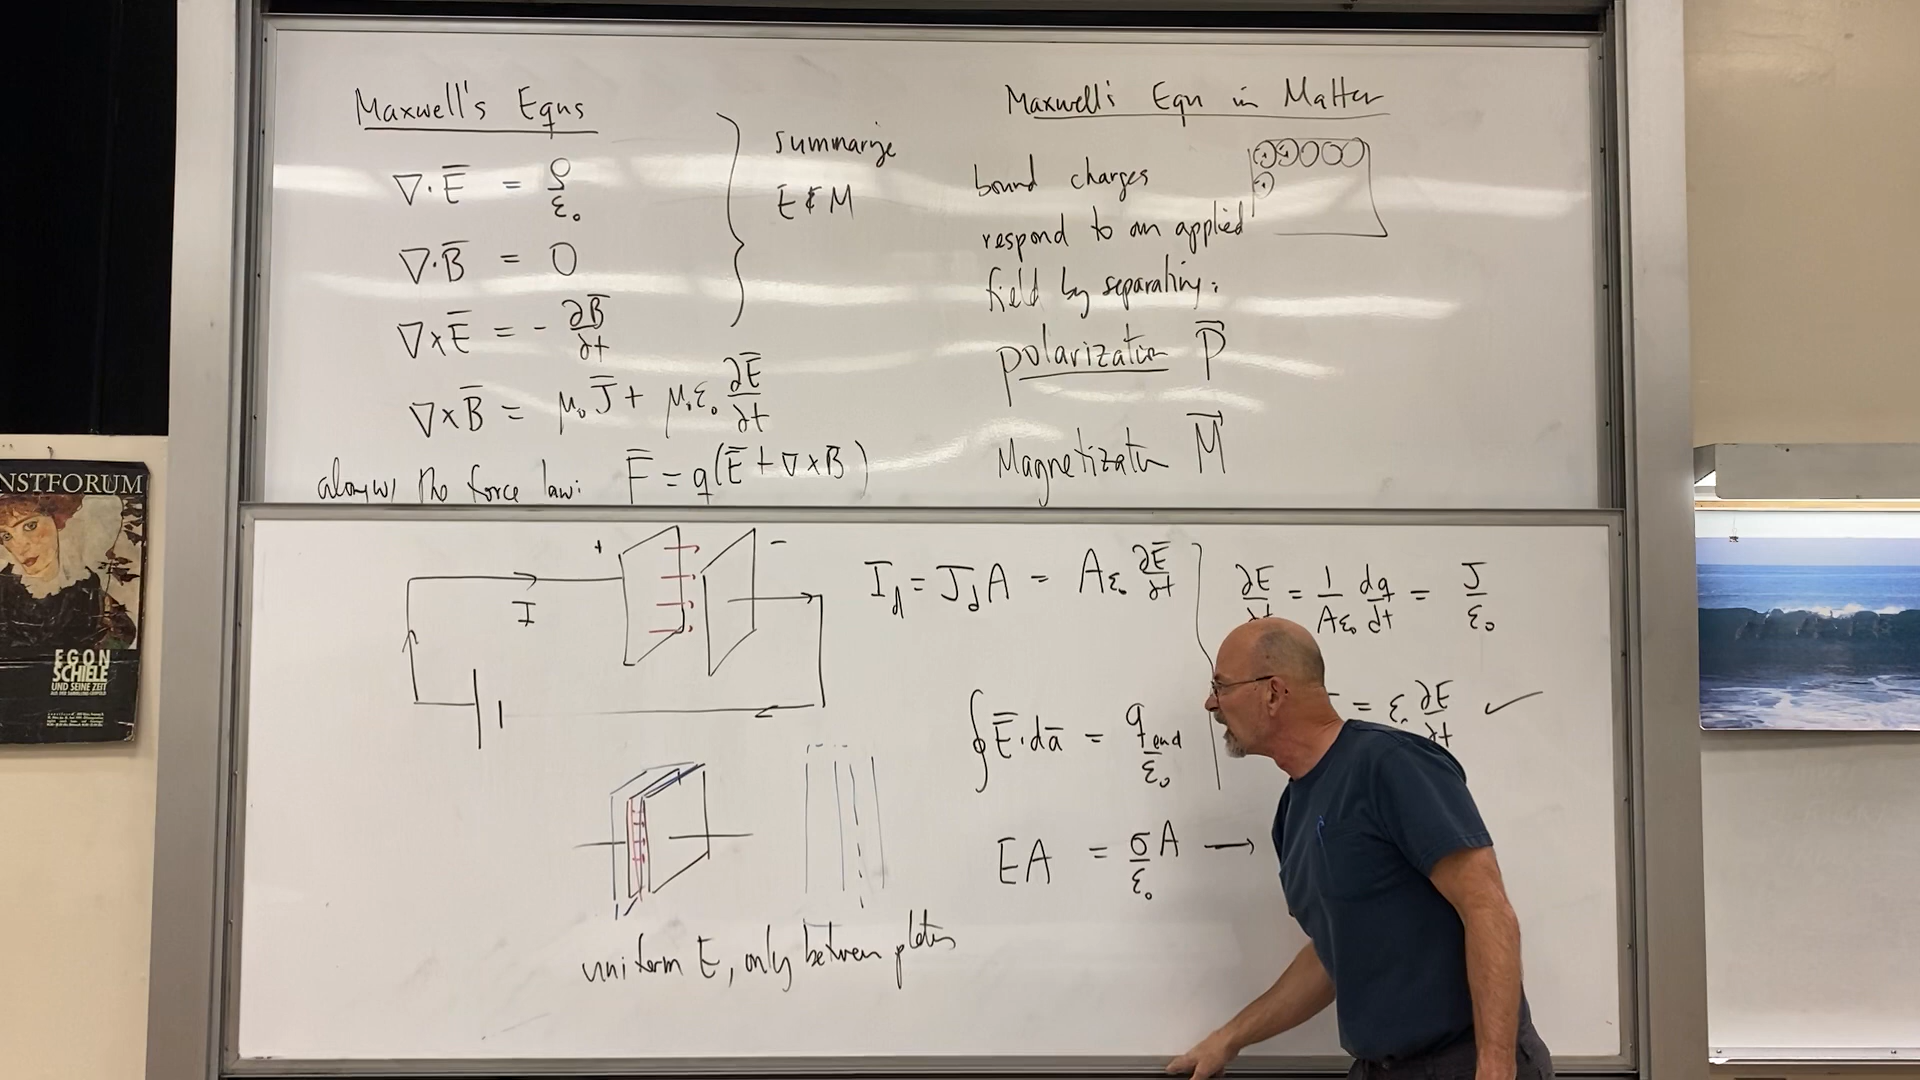 Maxwell's Eqns
∇·E̅ = ρ/ε₀
∇·B̅ = 0
∇×E̅ = - ∂B̅/∂t
∇×B̅ = μ₀J̅ + μ₀ε₀ ∂E̅/∂t
along w/ the force law: F̅ = q(E̅ + ∇×B)
summarize
E & M
Maxwell's Eqn in Matter
bound charges
respond to an applied
field by separating:
polarization P⃗
Magnetization M⃗
+ -
I
uniform E, only between plates
I_d = J_d A = Aε₀ ∂E̅/∂t
∮E̅·da̅ = q_encl/ε₀
EA = σ/ε₀ A →
∂E/∂t = 1/Aε₀ dq/dt = J/ε₀
= ε₀ ∂E/∂t ✓
NSTFORUM
EGON
SCHIELE
UND SEINE ZEIT